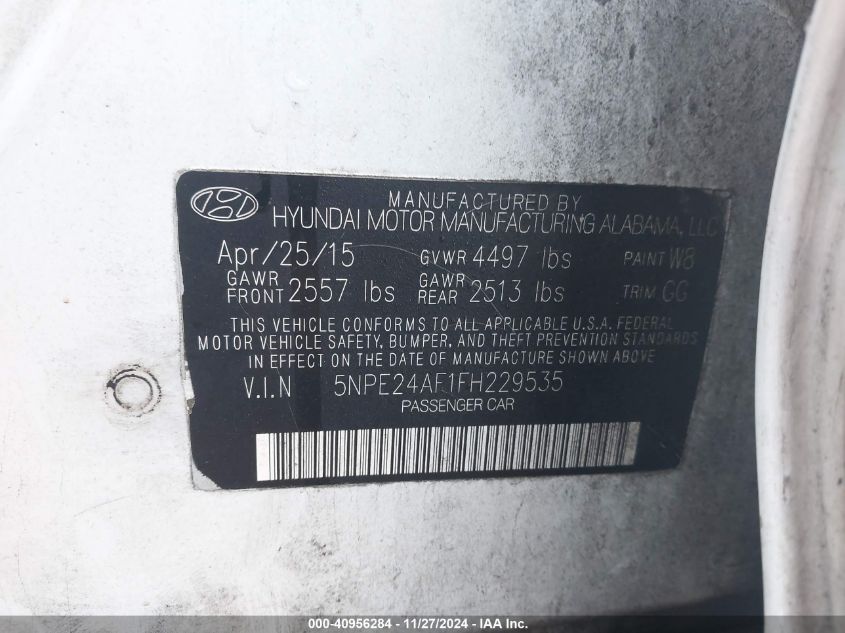 MANUFACTURED BY
HYUNDAI MOTOR MANUFACTURING ALABAMA, LLC
Apr/25/15 GVWR 4497 lbs PAINT W8
GAWR FRONT 2557 lbs GAWR REAR 2513 lbs TRIM GG
THIS VEHICLE CONFORMS TO ALL APPLICABLE U.S.A. FEDERAL
MOTOR VEHICLE SAFETY, BUMPER, AND THEFT PREVENTION STANDARDS
IN EFFECT ON THE DATE OF MANUFACTURE SHOWN ABOVE
V.I.N 5NPE24AF1FH229535
PASSENGER CAR
000-40956284 - 11/27/2024 - IAA Inc.